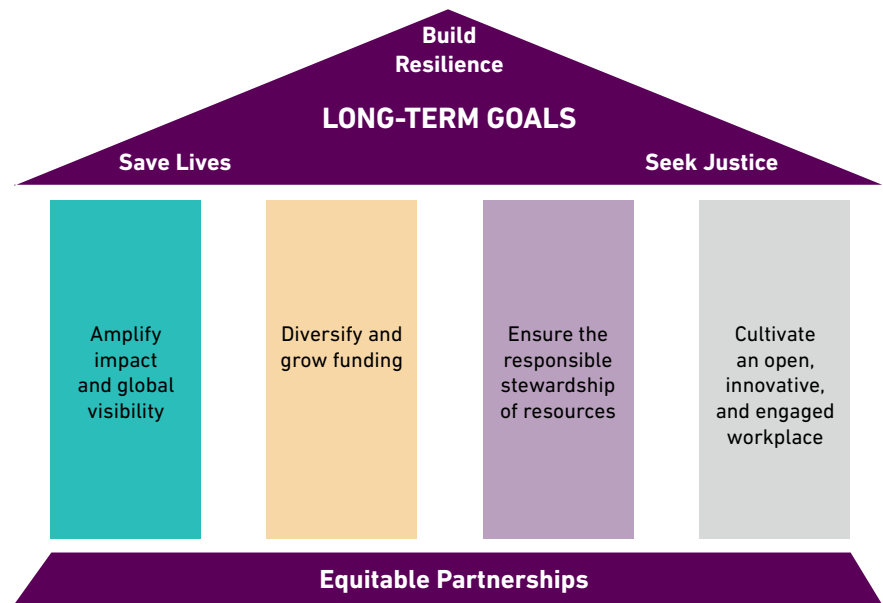 Build
Resilience
LONG-TERM GOALS
Save Lives
Seek Justice
Amplify
impact
and global
visibility
Diversify and
grow funding
Ensure the
responsible
stewardship
of resources
Cultivate
an open,
innovative,
and engaged
workplace
Equitable Partnerships